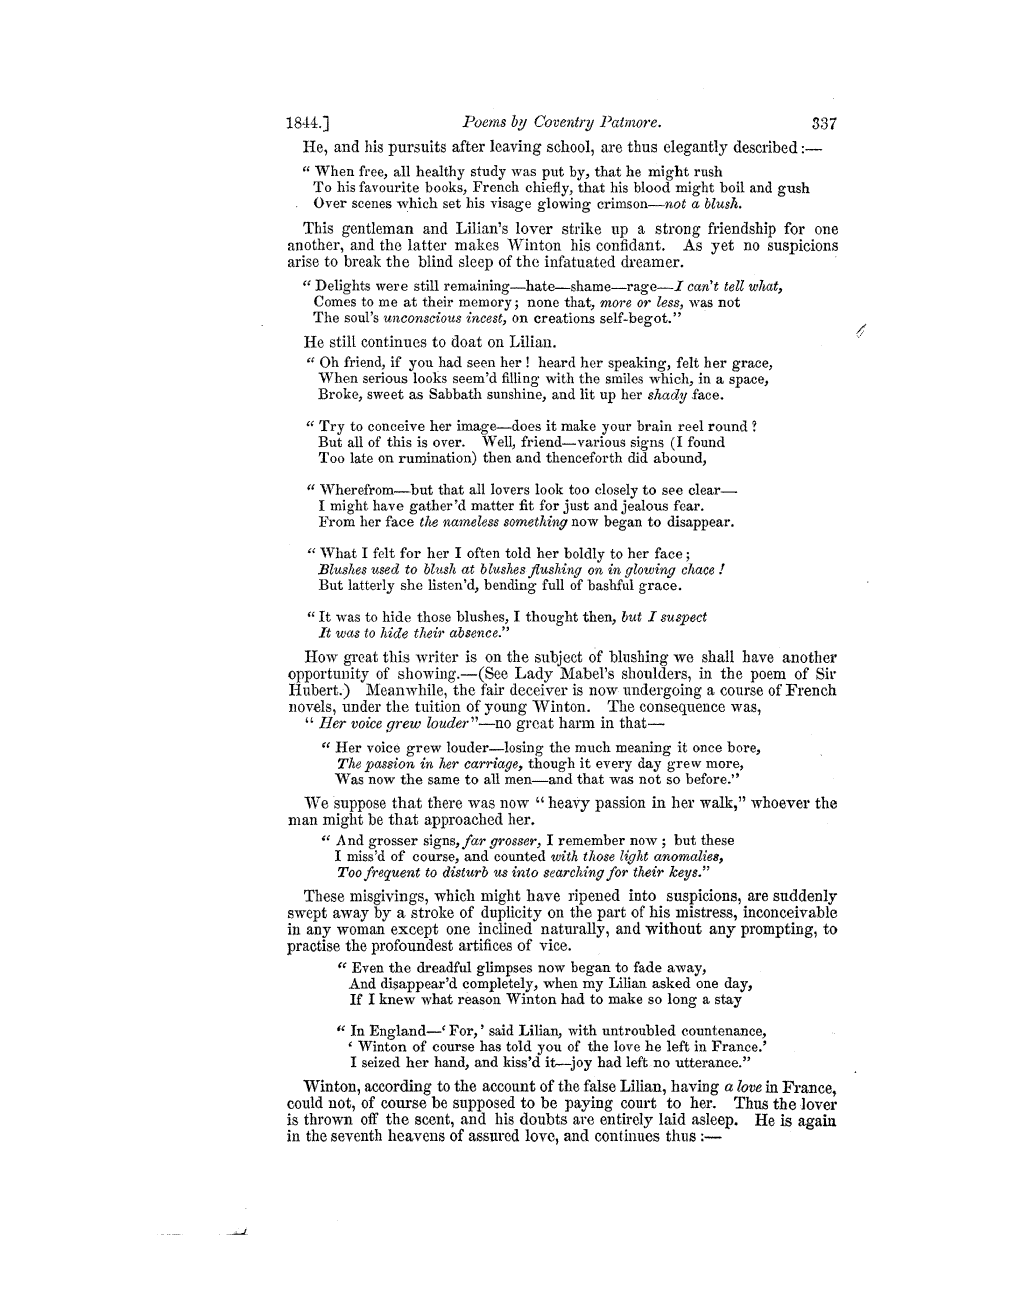 1844.] Poems by Coventry Patmore. 337
He, and his pursuits after leaving school, are thus elegantly described:—
“ When free, all healthy study was put by, that he might rush
To his favourite books, French chiefly, that his blood might boil and gush
Over scenes which set his visage glowing crimson—not a blush.
This gentleman and Lilian's lover strike up a strong friendship for one
another, and the latter makes Winton his confidant. As yet no suspicions
arise to break the blind sleep of the infatuated dreamer.
“ Delights were still remaining—hate—shame—rage—I can't tell what,
Comes to me at their memory; none that, more or less, was not
The soul's unconscious incest, on creations self-begot.”
He still continues to doat on Lilian.
“ Oh friend, if you had seen her ! heard her speaking, felt her grace,
When serious looks seem'd filling with the smiles which, in a space,
Broke, sweet as Sabbath sunshine, and lit up her shady face.
“ Try to conceive her image—does it make your brain reel round ?
But all of this is over. Well, friend—various signs (I found
Too late on rumination) then and thenceforth did abound,
“ Wherefrom—but that all lovers look too closely to see clear—
I might have gather'd matter fit for just and jealous fear.
From her face the nameless something now began to disappear.
“ What I felt for her I often told her boldly to her face ;
Blushes used to blush at blushes flushing on in glowing chace !
But latterly she listen'd, bending full of bashful grace.
“ It was to hide those blushes, I thought then, but I suspect
It was to hide their absence.”
How great this writer is on the subject of blushing we shall have another
opportunity of showing.—(See Lady Mabel's shoulders, in the poem of Sir
Hubert.) Meanwhile, the fair deceiver is now undergoing a course of French
novels, under the tuition of young Winton. The consequence was,
“ Her voice grew louder”—no great harm in that—
“ Her voice grew louder—losing the much meaning it once bore,
The passion in her carriage, though it every day grew more,
Was now the same to all men—and that was not so before.”
We suppose that there was now “ heavy passion in her walk,” whoever the
man might be that approached her.
“ And grosser signs, far grosser, I remember now ; but these
I miss'd of course, and counted with those light anomalies,
Too frequent to disturb us into searching for their keys.”
These misgivings, which might have ripened into suspicions, are suddenly
swept away by a stroke of duplicity on the part of his mistress, inconceivable
in any woman except one inclined naturally, and without any prompting, to
practise the profoundest artifices of vice.
“ Even the dreadful glimpses now began to fade away,
And disappear'd completely, when my Lilian asked one day,
If I knew what reason Winton had to make so long a stay
“ In England—‘ For,’ said Lilian, with untroubled countenance,
‘ Winton of course has told you of the love he left in France.’
I seized her hand, and kiss'd it—joy had left no utterance.”
Winton, according to the account of the false Lilian, having a love in France,
could not, of course be supposed to be paying court to her. Thus the lover
is thrown off the scent, and his doubts are entirely laid asleep. He is again
in the seventh heavens of assured love, and continues thus :—